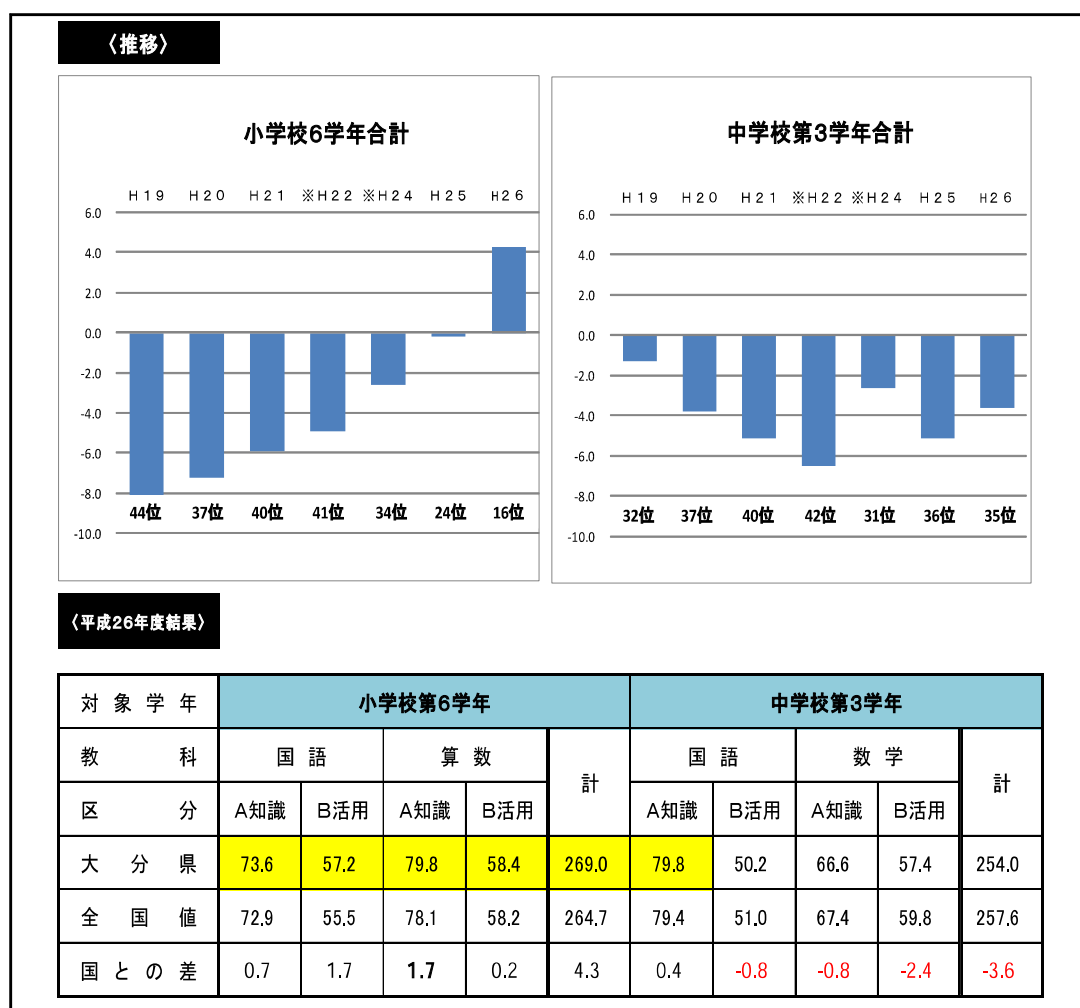 〈推移〉
小学校6学年合計
H19 H20 H21 ※H22 ※H24 H25 H26
6.0
4.0
2.0
0.0
-2.0
-4.0
-6.0
-8.0
-10.0
44位 37位 40位 41位 34位 24位 16位
中学校第3学年合計
H19 H20 H21 ※H22 ※H24 H25 H26
6.0
4.0
2.0
0.0
-2.0
-4.0
-6.0
-8.0
-10.0
32位 37位 40位 42位 31位 36位 35位
〈平成26年度結果〉
対象学年 小学校第6学年 中学校第3学年
教科 国語 算数 計 国語 数学 計
区分 A知識 B活用 A知識 B活用 A知識 B活用 A知識 B活用
大分県 73.6 57.2 79.8 58.4 269.0 79.8 50.2 66.6 57.4 254.0
全国値 72.9 55.5 78.1 58.2 264.7 79.4 51.0 67.4 59.8 257.6
国との差 0.7 1.7 1.7 0.2 4.3 0.4 -0.8 -0.8 -2.4 -3.6